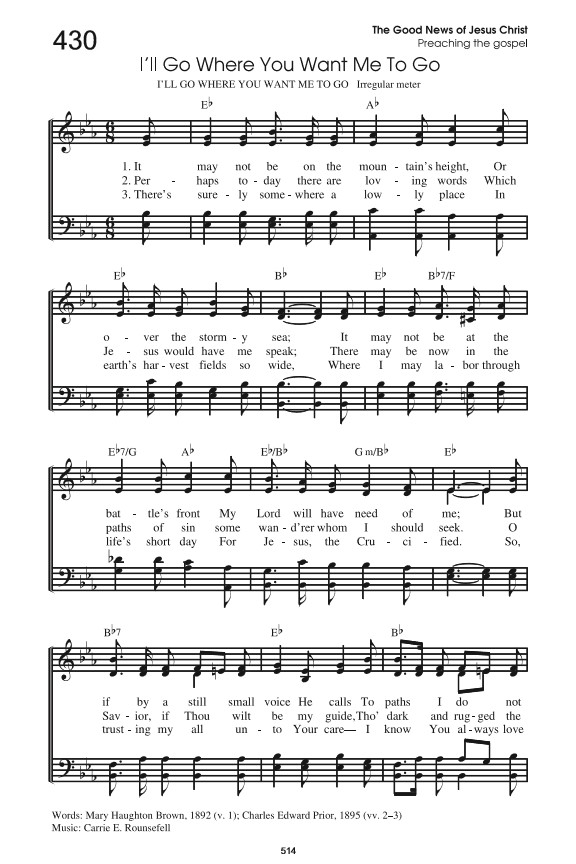 430
The Good News of Jesus Christ
Preaching the gospel
I'll Go Where You Want Me To Go
I'LL GO WHERE YOU WANT ME TO GO Irregular meter
E♭ A♭
1. It may not be on the moun - tain's height, Or
2. Per - haps to - day there are lov - ing words Which
3. There's sure - ly some - where a low - ly place In
E♭ B♭ E♭ B♭7/F
o - ver the storm - y sea; It may not be at the
Je - sus would have me speak; There may be now in the
earth's har - vest fields so wide, Where I may la - bor through
E♭7/G A♭ E♭/B♭ G m/B♭ E♭
bat - tle's front My Lord will have need of me; But
paths of sin some wan - d'rer whom I should seek. O
life's short day For Je - sus, the Cru - ci - fied. So,
B♭7 E♭ B♭
if by a still small voice He calls To paths I do not
Sav - ior, if Thou wilt be my guide, Tho' dark and rug - ged the
trust - ing my all un - to Your care— I know You al - ways love
Words: Mary Haughton Brown, 1892 (v. 1); Charles Edward Prior, 1895 (vv. 2–3)
Music: Carrie E. Rounsefell
514